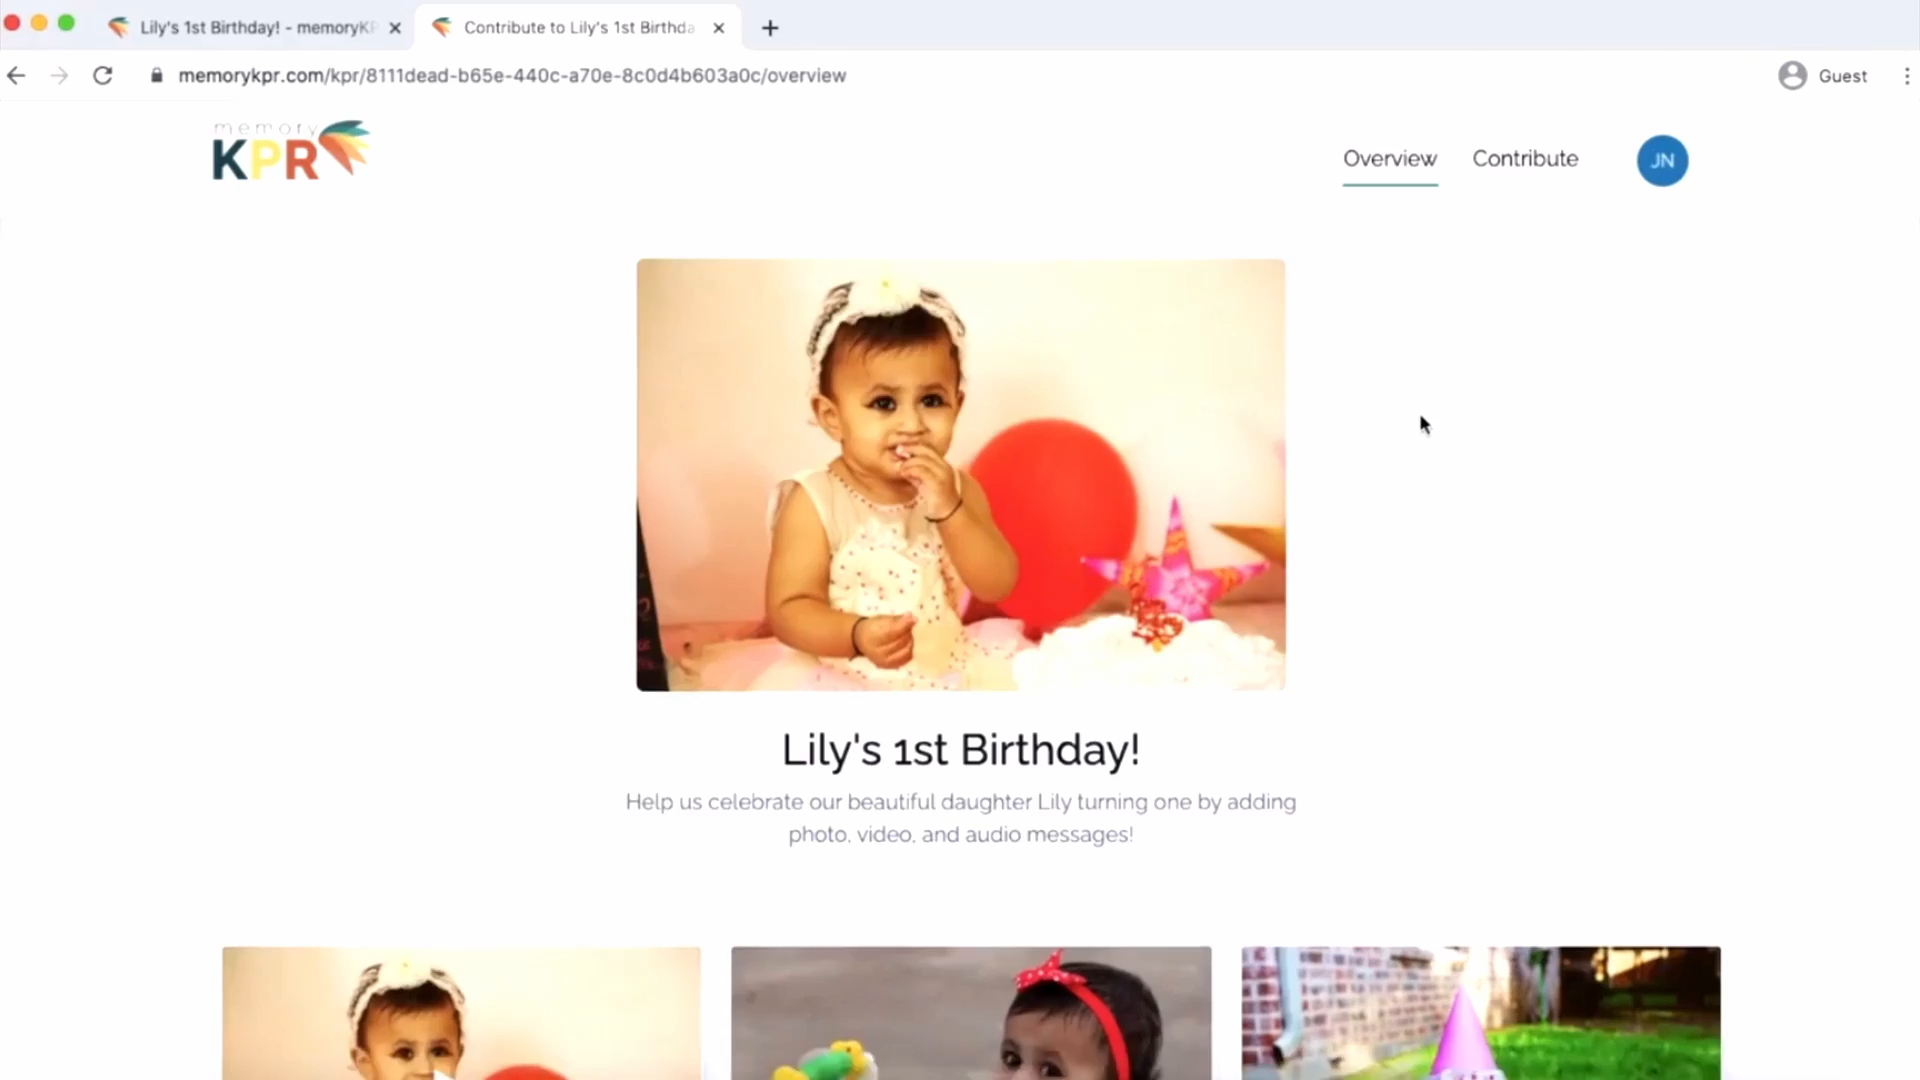 Lily's 1st Birthday! - memoryKP
Contribute to Lily's 1st Birthda
memorykpr.com/kpr/8111dead-b65e-440c-a70e-8c0d4b603a0c/overview
Guest
memory
KPR
Overview
Contribute
JN
Lily's 1st Birthday!
Help us celebrate our beautiful daughter Lily turning one by adding
photo, video, and audio messages!